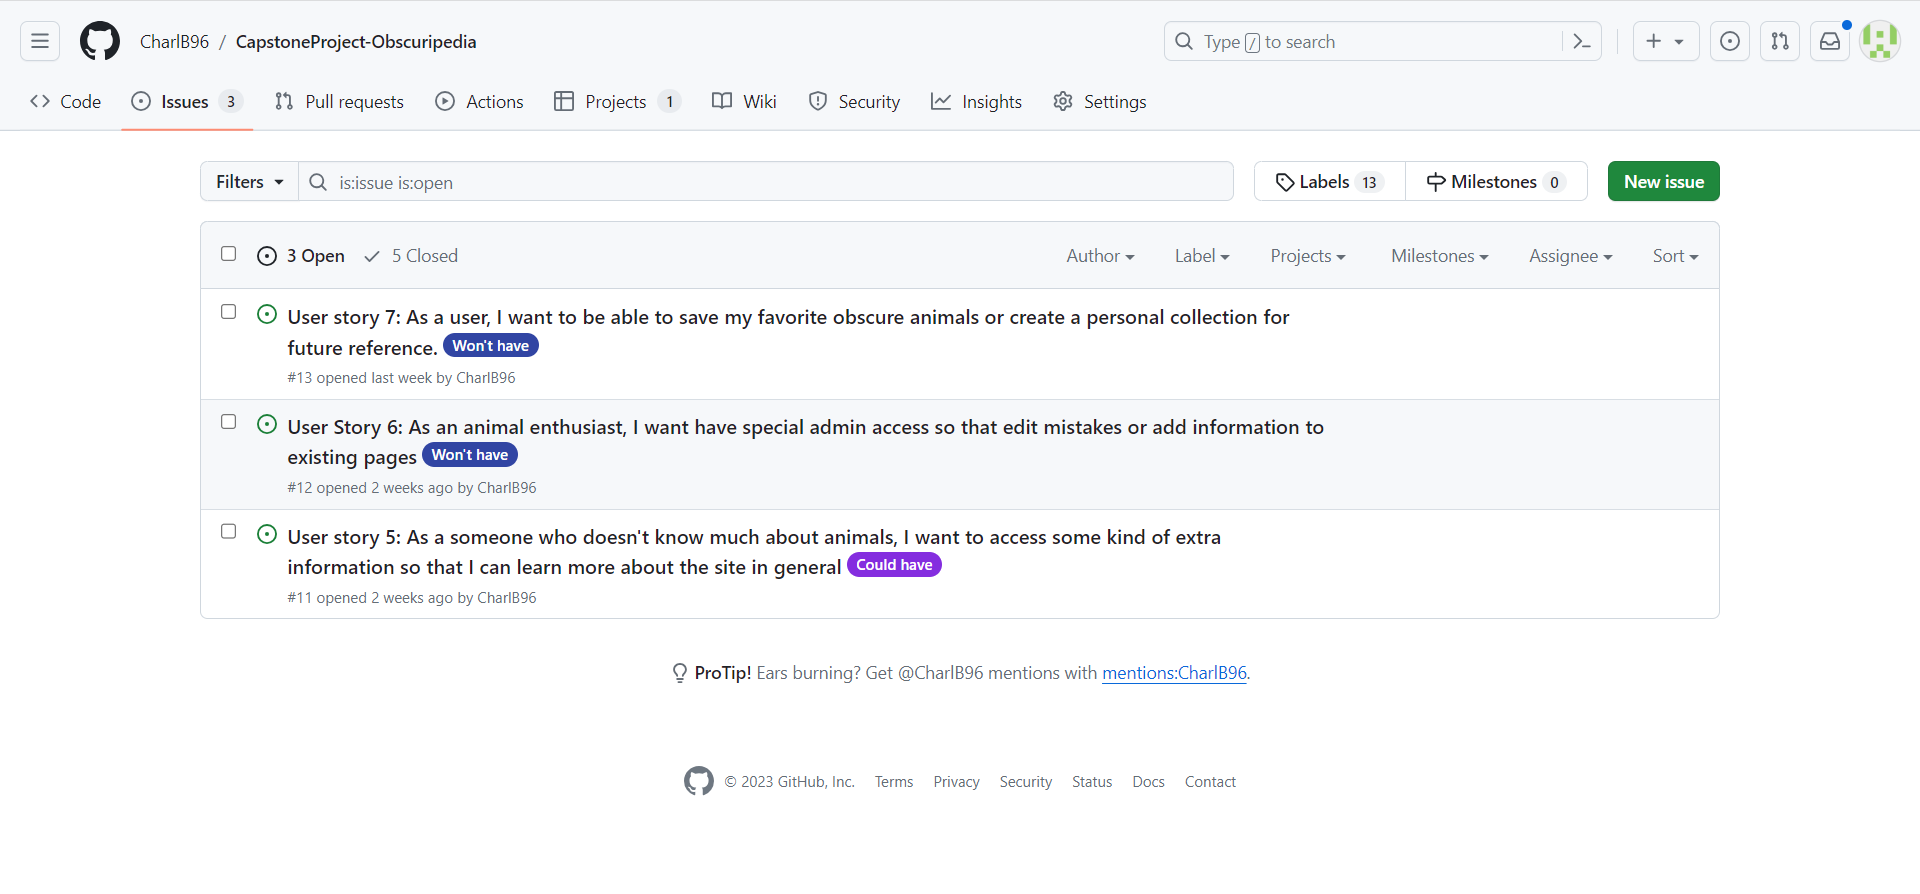 CharlB96 / CapstoneProject-Obscuripedia
Type / to search
Code
Issues 3
Pull requests
Actions
Projects 1
Wiki
Security
Insights
Settings
Filters
is:issue is:open
Labels 13
Milestones 0
New issue
3 Open
5 Closed
Author
Label
Projects
Milestones
Assignee
Sort
User story 7: As a user, I want to be able to save my favorite obscure animals or create a personal collection for
future reference. Won't have
#13 opened last week by CharlB96
User Story 6: As an animal enthusiast, I want have special admin access so that edit mistakes or add information to
existing pages Won't have
#12 opened 2 weeks ago by CharlB96
User story 5: As a someone who doesn't know much about animals, I want to access some kind of extra
information so that I can learn more about the site in general Could have
#11 opened 2 weeks ago by CharlB96
ProTip! Ears burning? Get @CharlB96 mentions with mentions:CharlB96.
© 2023 GitHub, Inc.
Terms
Privacy
Security
Status
Docs
Contact